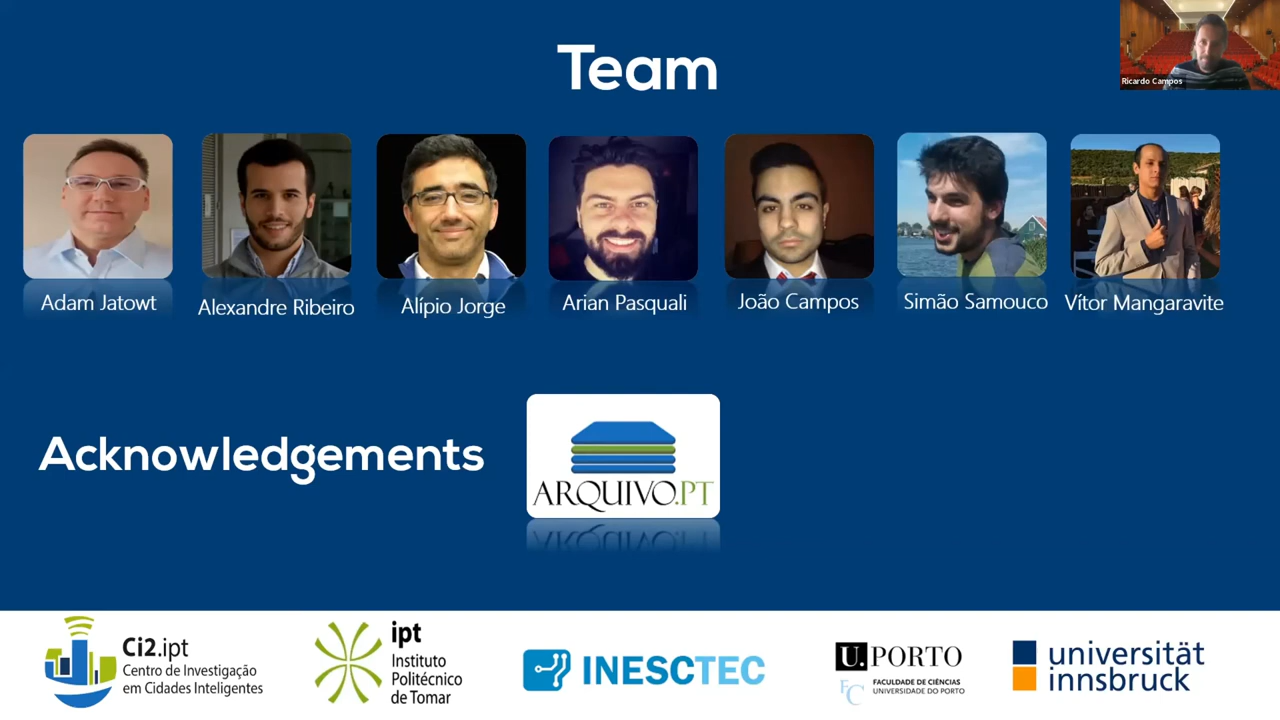 Team
Ricardo Campos
Adam Jatowt
Alexandre Ribeiro
Alípio Jorge
Arian Pasquali
João Campos
Simão Samouco
Vítor Mangaravite
Acknowledgements
ARQUIVO.PT
Ci2.ipt
Centro de Investigação
em Cidades Inteligentes
ipt
Instituto
Politécnico
de Tomar
INESCTEC
U.PORTO
FC
FACULDADE DE CIÊNCIAS
UNIVERSIDADE DO PORTO
universität
innsbruck